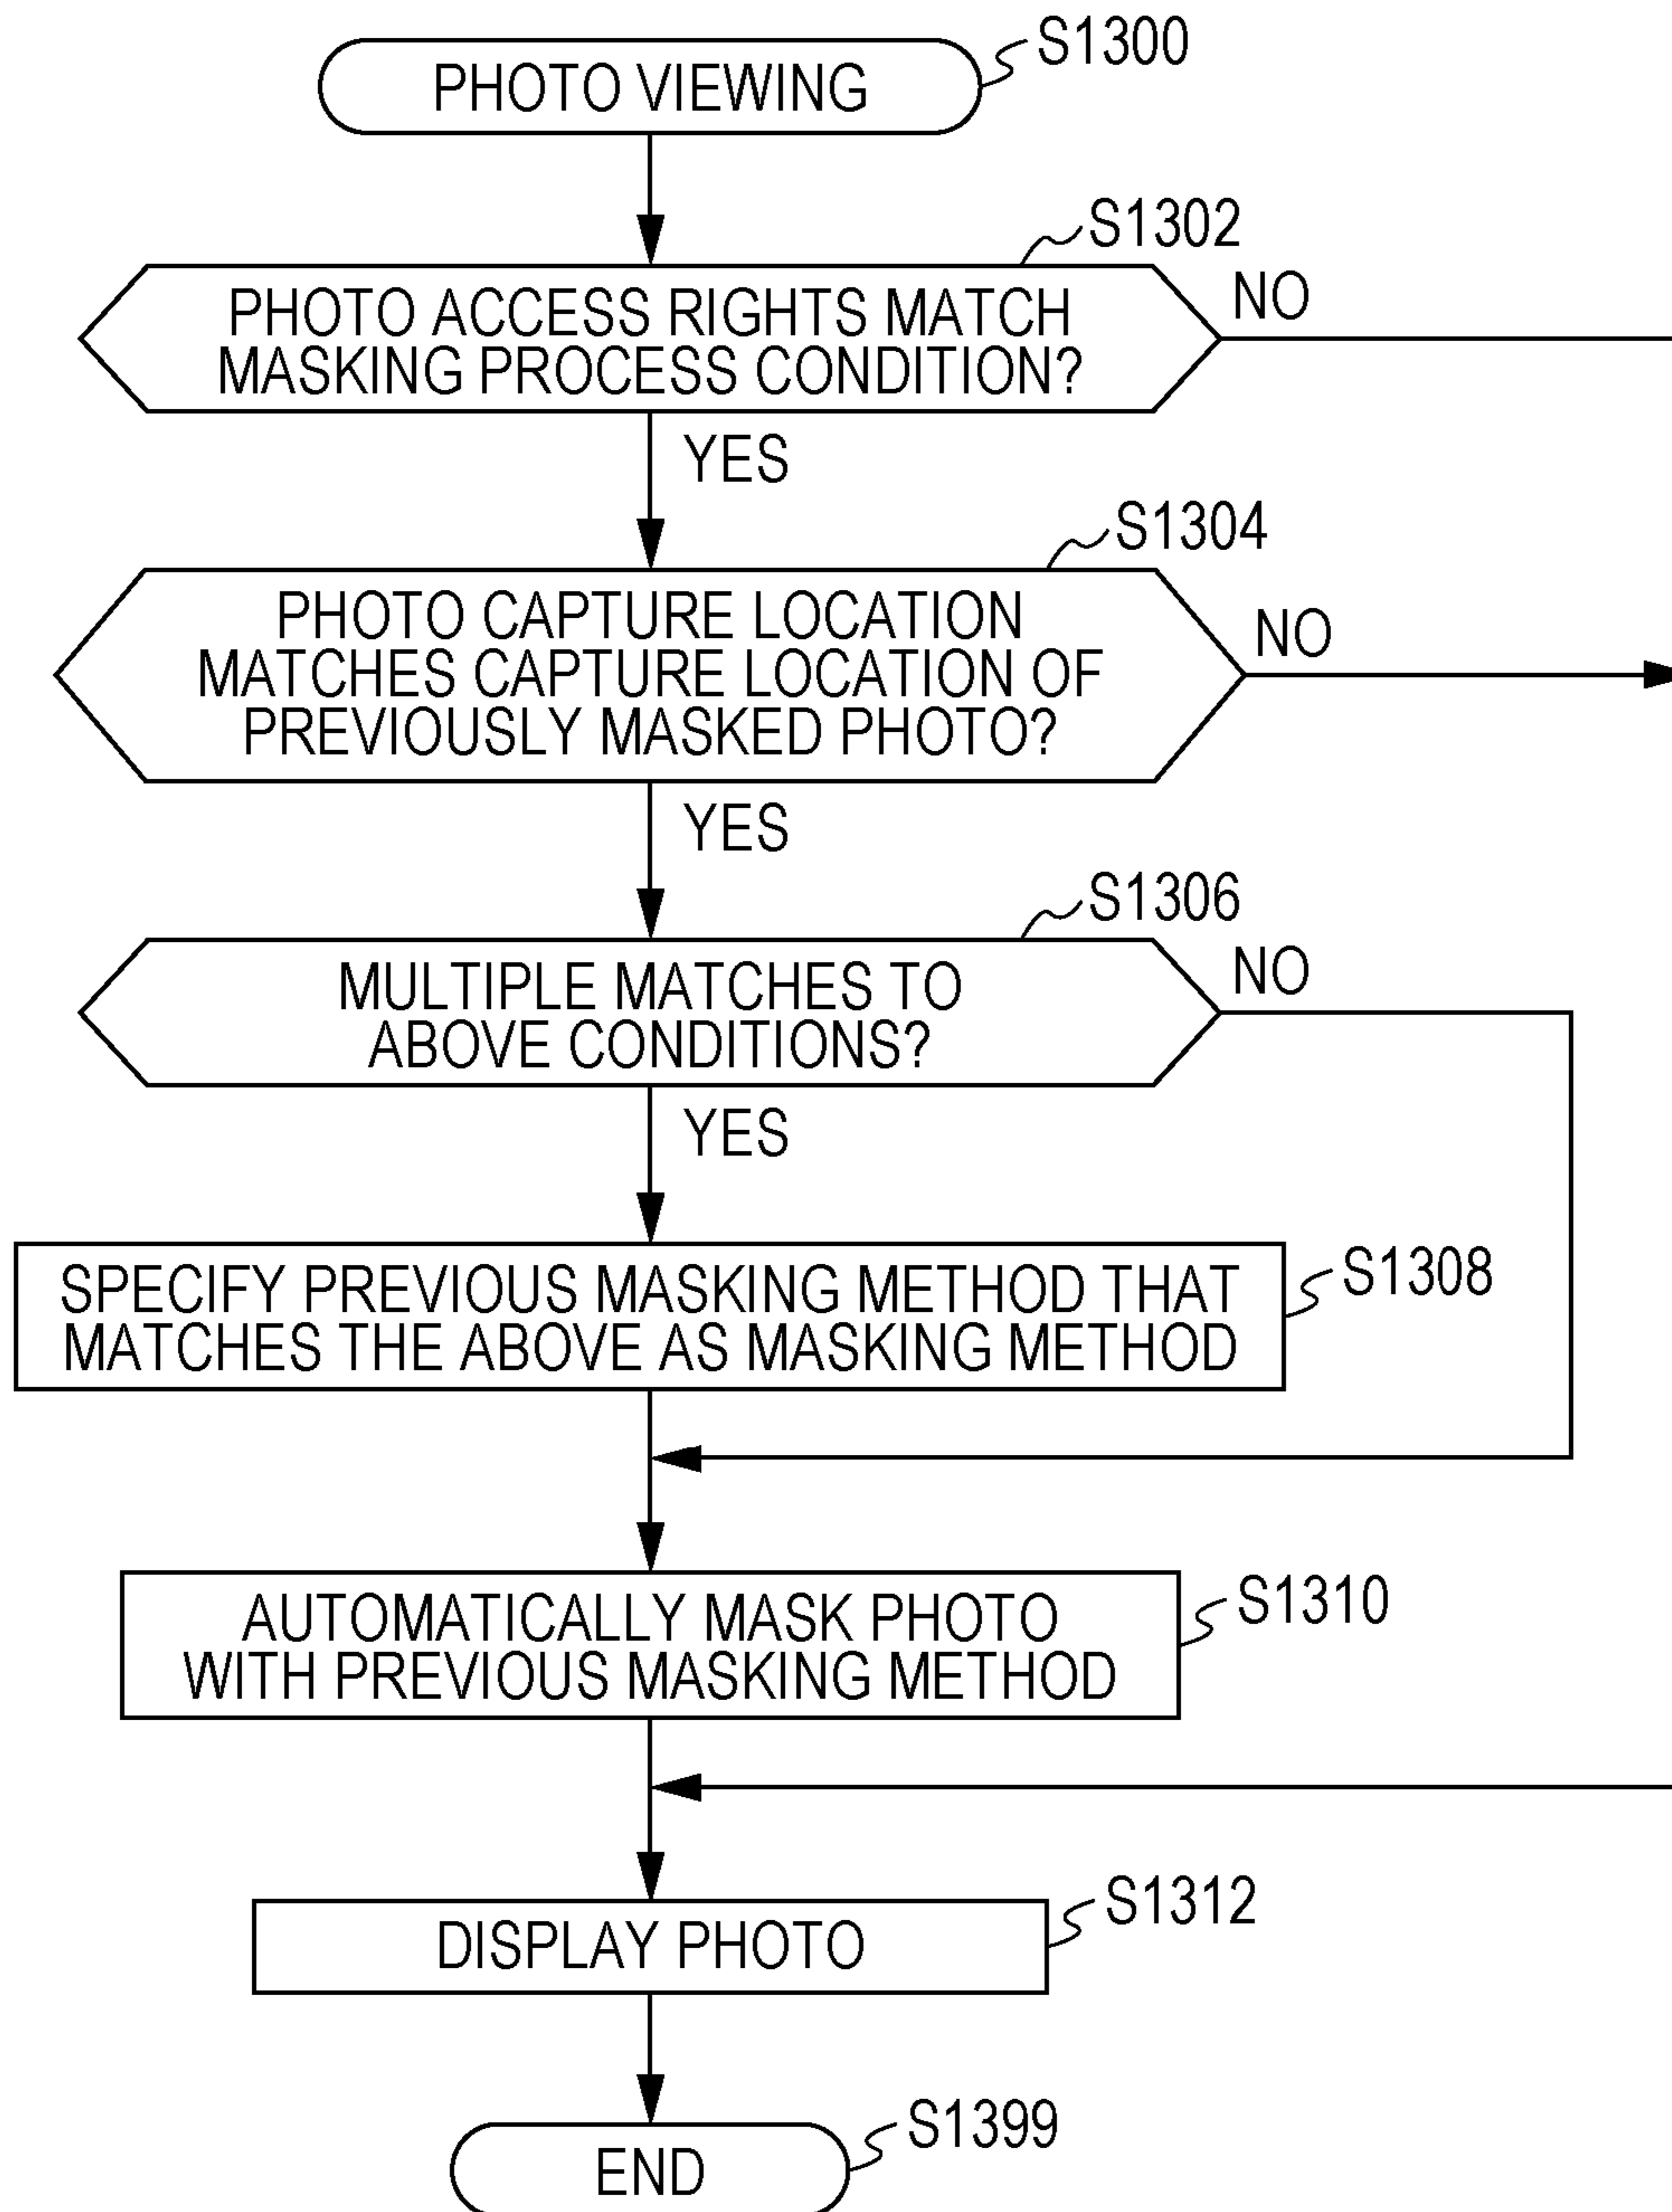 S1300
PHOTO VIEWING
S1302
PHOTO ACCESS RIGHTS MATCH
MASKING PROCESS CONDITION?
NO
YES
S1304
PHOTO CAPTURE LOCATION
MATCHES CAPTURE LOCATION OF
PREVIOUSLY MASKED PHOTO?
NO
YES
S1306
MULTIPLE MATCHES TO
ABOVE CONDITIONS?
NO
YES
S1308
SPECIFY PREVIOUS MASKING METHOD THAT
MATCHES THE ABOVE AS MASKING METHOD
S1310
AUTOMATICALLY MASK PHOTO
WITH PREVIOUS MASKING METHOD
S1312
DISPLAY PHOTO
S1399
END